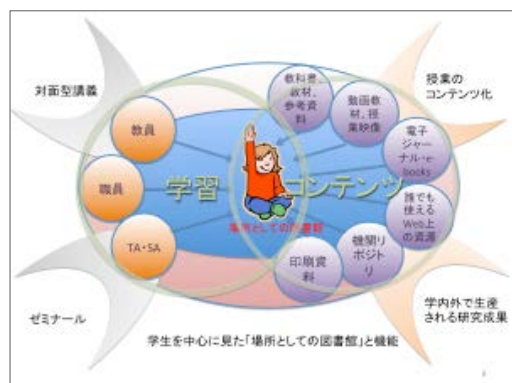 対面型講義
授業の
コンテンツ化
教員
職員
TA・SA
教科書、
教材、
参考資
料
動画教
材、授
業映像
電子
ジャー
ナル・e
books
誰でも
使える
Web上
の資源
機関リ
ポジト
リ
印刷資
料
学習
コンテンツ
場所としての図書館
ゼミナール
学内外で生産
される研究成果
学生を中心に見た「場所としての図書館」と機能